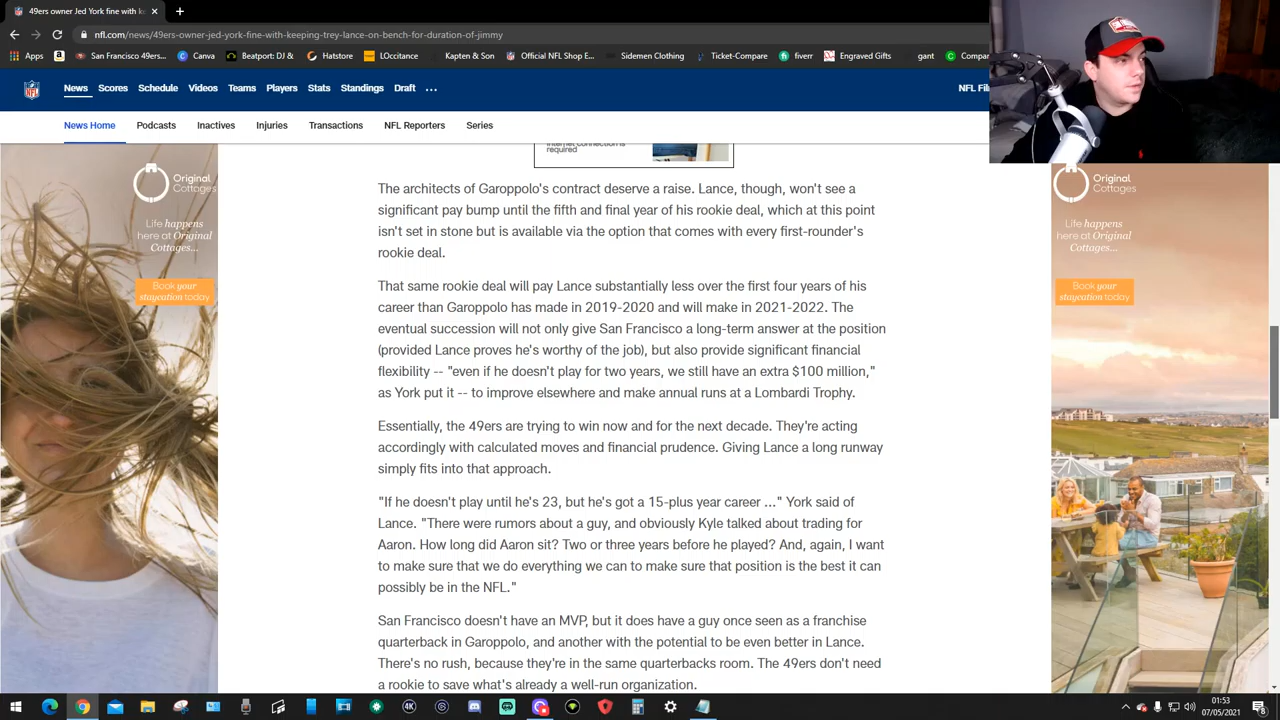 49ers Jed York fine with keepi
nfl.com/news/49ers-owner-jed-york-fine-with-keeping-trey-lance-on-bench-for-duration-of-jimmy
Apps San Francisco 49er... Canva Beatport: DJ & Hatstore LOccitane Kapten & Son Official NFL Shop E... Sidemen Clothing Ticket-Compare fiverr Engraved Gifts gant Compan
NFL News Scores Schedule Videos Teams Players Stats Standings Draft ... NFL Fil
News Home Podcasts Inactives Injuries Transactions NFL Reporters Series
Internet connection is
required
Original
Cottages
Life happens
here at Original
Cottages...
Book your
staycation today
The architects of Garoppolo's contract deserve a raise. Lance, though, won't see a
significant pay bump until the fifth and final year of his rookie deal, which at this point
isn't set in stone but is available via the option that comes with every first-rounder's
rookie deal.
That same rookie deal will pay Lance substantially less over the first four years of his
career than Garoppolo has made in 2019-2020 and will make in 2021-2022. The
eventual succession will not only give San Francisco a long-term answer at the position
(provided Lance proves he's worthy of the job), but also provide significant financial
flexibility -- "even if he doesn't play for two years, we still have an extra $100 million,"
as York put it -- to improve elsewhere and make annual runs at a Lombardi Trophy.
Essentially, the 49ers are trying to win now and for the next decade. They're acting
accordingly with calculated moves and financial prudence. Giving Lance a long runway
simply fits into that approach.
"If he doesn't play until he's 23, but he's got a 15-plus year career ..." York said of
Lance. "There were rumors about a guy, and obviously Kyle talked about trading for
Aaron. How long did Aaron sit? Two or three years before he played? And, again, I want
to make sure that we do everything we can to make sure that position is the best it can
possibly be in the NFL."
San Francisco doesn't have an MVP, but it does have a guy once seen as a franchise
quarterback in Garoppolo, and another with the potential to be even better in Lance.
There's no rush, because they're in the same quarterbacks room. The 49ers don't need
a rookie to save what's already a well-run organization.
Original
Cottages
Life happens
here at Original
Cottages...
Book your
staycation today
4K
01:53
07/05/2021
8